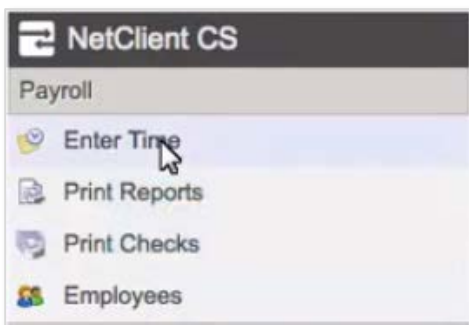 NetClient CS
Payroll
Enter Time
Print Reports
Print Checks
Employees